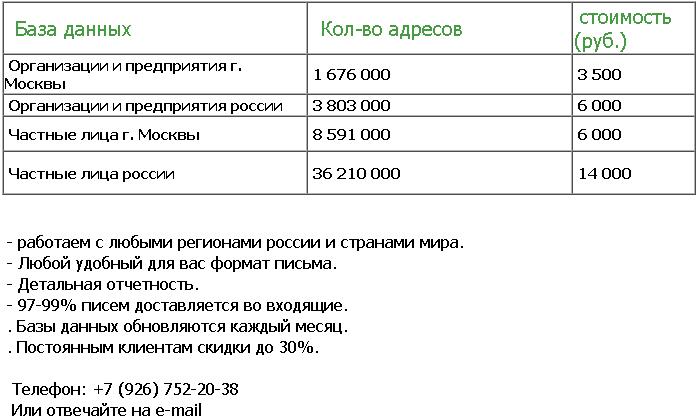 База данных Кол-во адресов стоимость
(руб.)
Организации и предприятия г.
Москвы 1 676 000 3 500
Организации и предприятия россии 3 803 000 6 000
Частные лица г. Москвы 8 591 000 6 000
Частные лица россии 36 210 000 14 000
- работаем с любыми регионами россии и странами мира.
- Любой удобный для вас формат письма.
- Детальная отчетность.
- 97-99% писем доставляется во входящие.
. Базы данных обновляются каждый месяц.
. Постоянным клиентам скидки до 30%.
Телефон: +7 (926) 752-20-38
Или отвечайте на e-mail